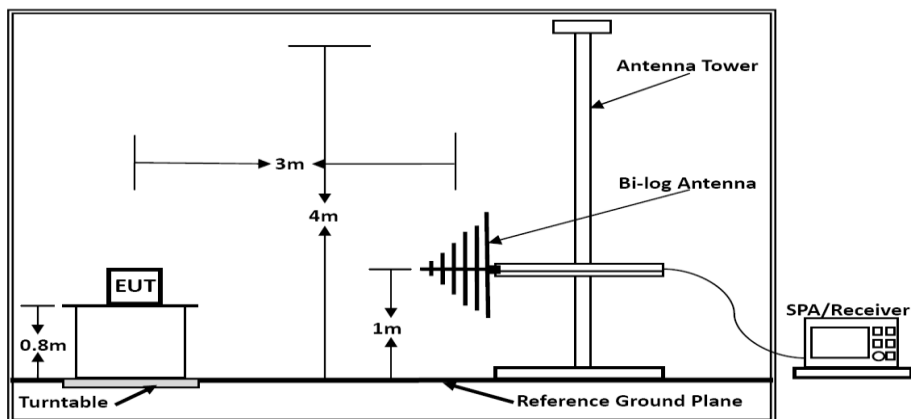 Antenna Tower
3m
Bi-log Antenna
4m
EUT
SPA/Receiver
1m
0.8m
Turntable
Reference Ground Plane